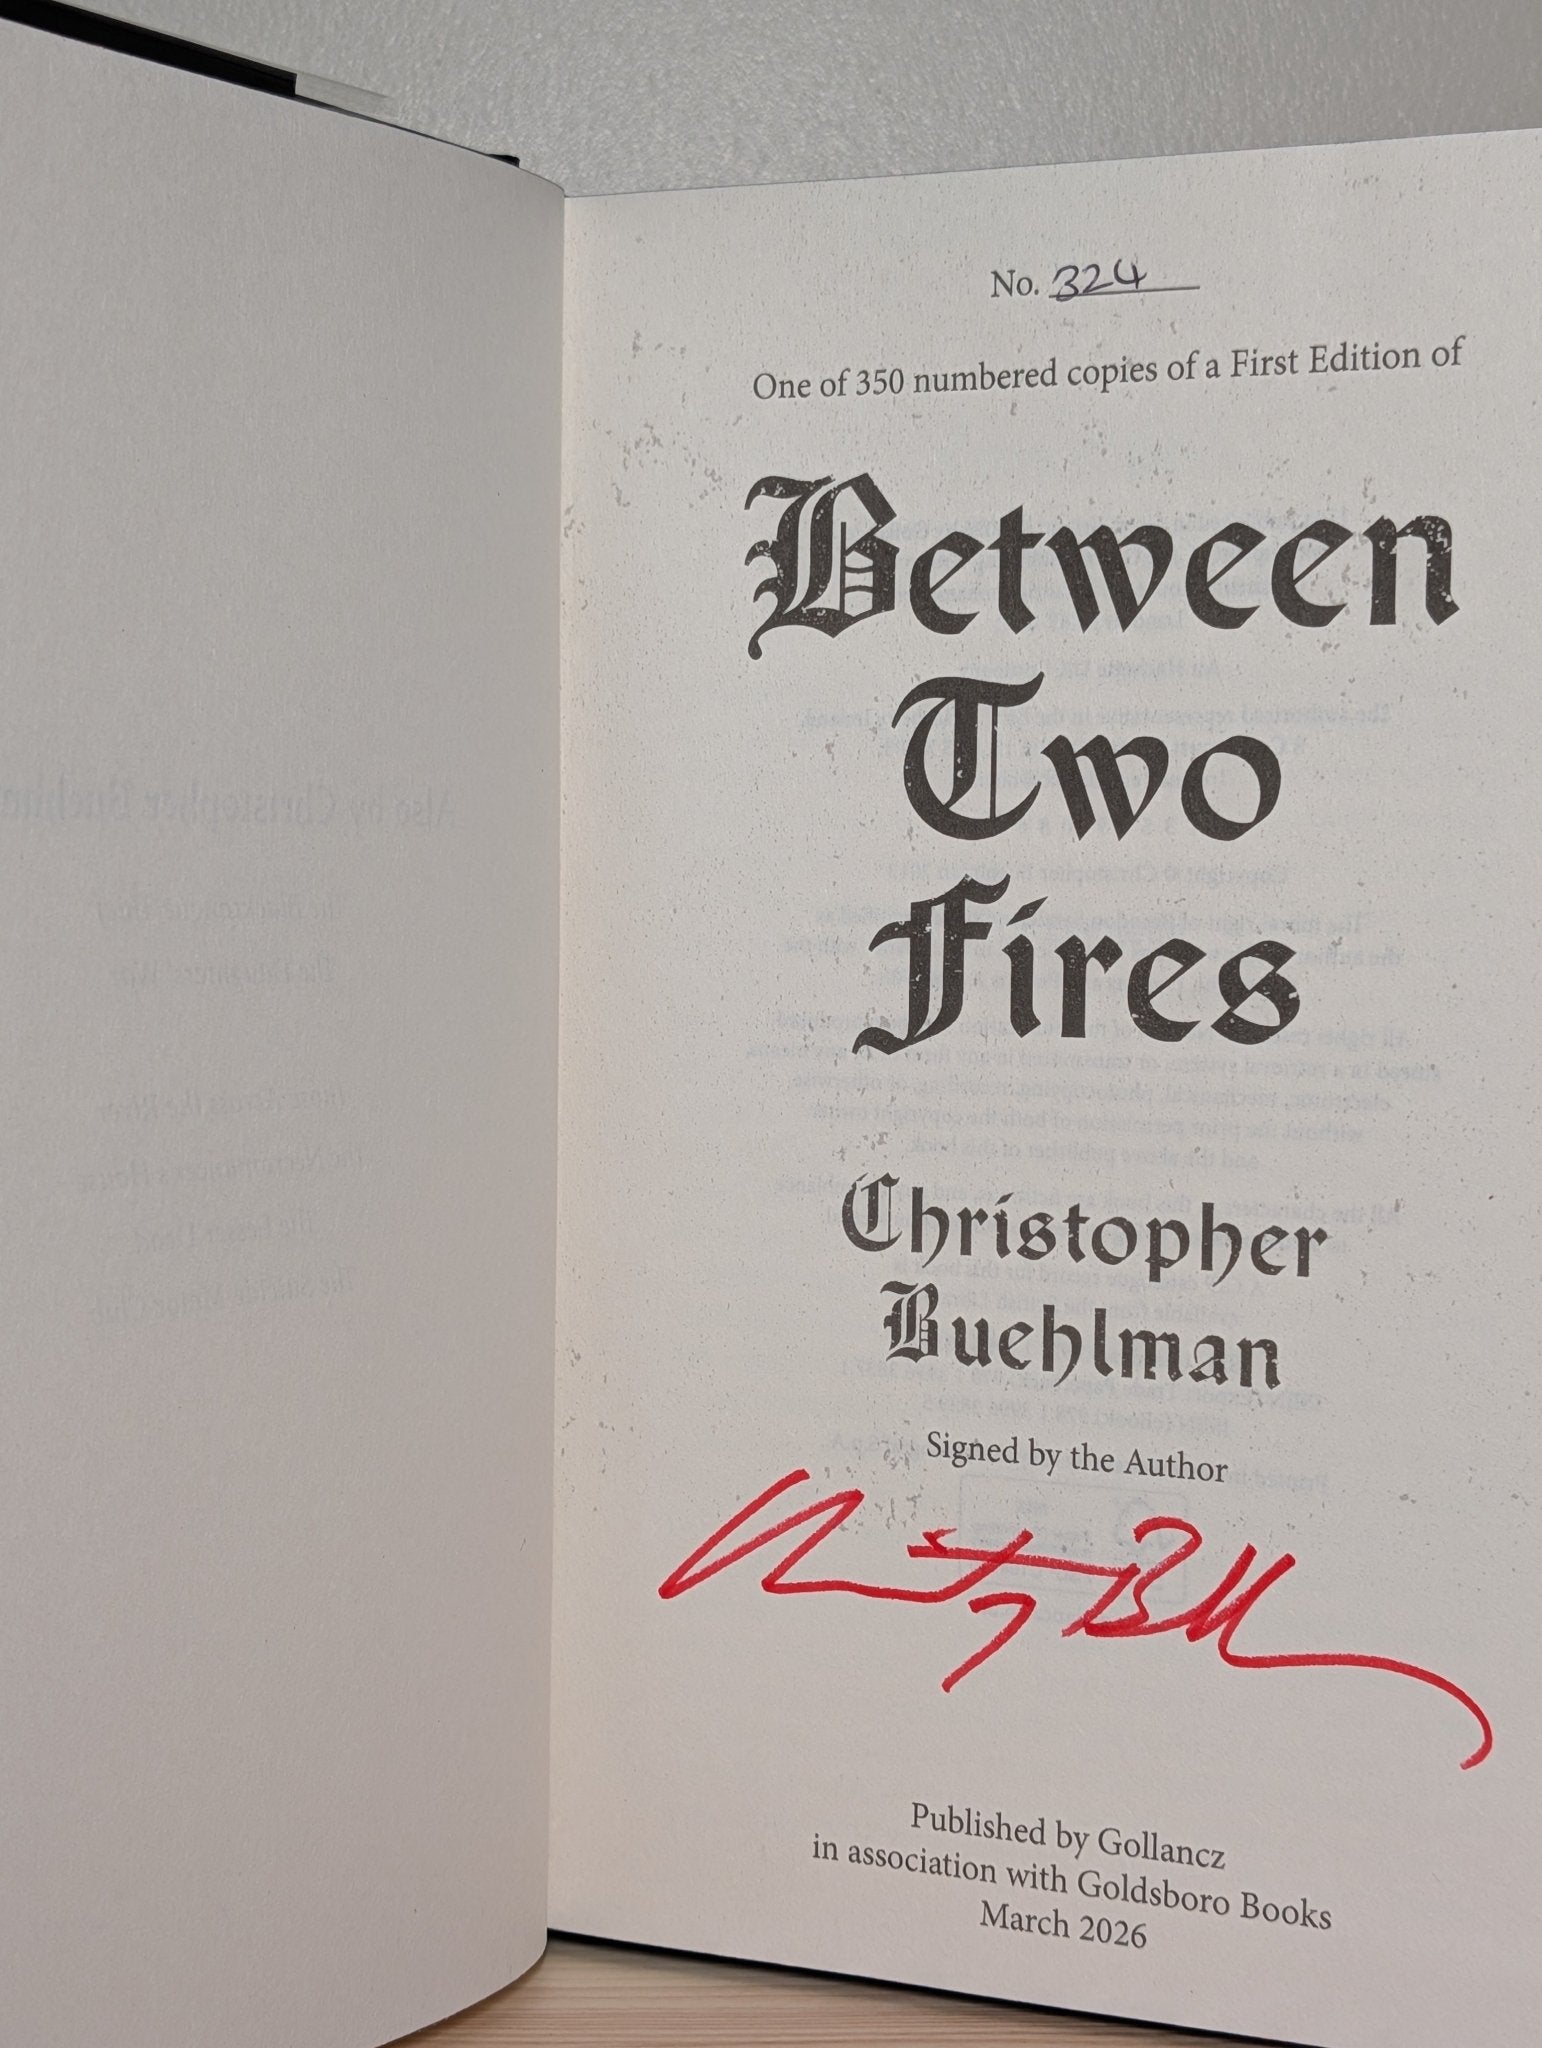 No. 324
One of 350 numbered copies of a First Edition of
Between
Two
Fires
Christopher
Buehlman
Signed by the Author
Published by Gollancz
in association with Goldsboro Books
March 2026